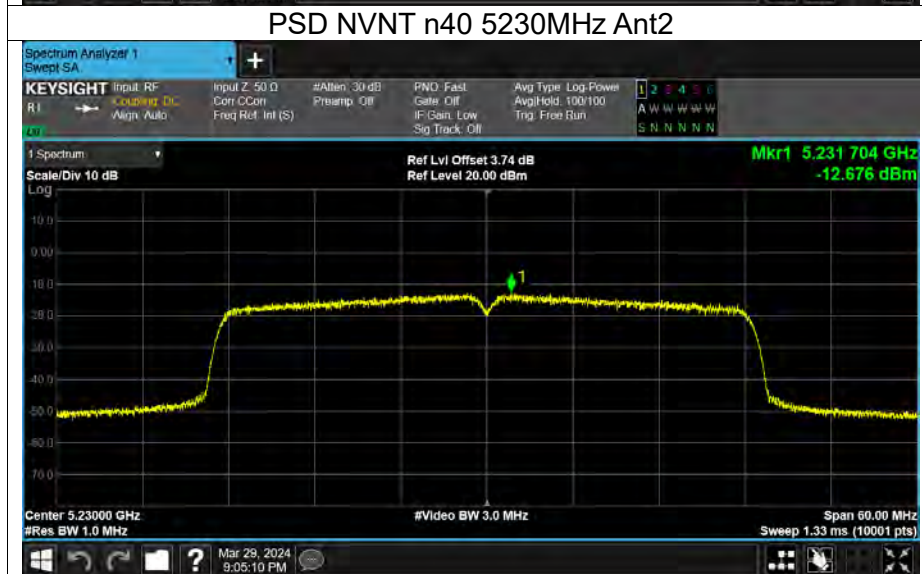 PSD NVNT n40 5230MHz Ant2
Spectrum Analyzer 1
Swept SA
+
KEYSIGHT Input: RF Input Z: 50 Ω #Atten: 30 dB PNO: Fast Avg Type: Log-Power 1 2 3 4 5 6
Coupling: DC Corr CCorr Preamp: Off Gate: Off Avg|Hold: 100/100 A W W W W W
Align: Auto Freq Ref: Int (S) IF Gain: Low Trig: Free Run
Sig Track: Off S N N N N N
1 Spectrum Ref Lvl Offset 3.74 dB Mkr1 5.231 704 GHz
Scale/Div 10 dB Ref Level 20.00 dBm -12.676 dBm
Log
10.0
0.00
-10.0
-20.0
-30.0
-40.0
-50.0
-60.0
-70.0
1
Center 5.23000 GHz #Video BW 3.0 MHz Span 60.00 MHz
#Res BW 1.0 MHz Sweep 1.33 ms (10001 pts)
? Mar 29, 2024
9:05:10 PM